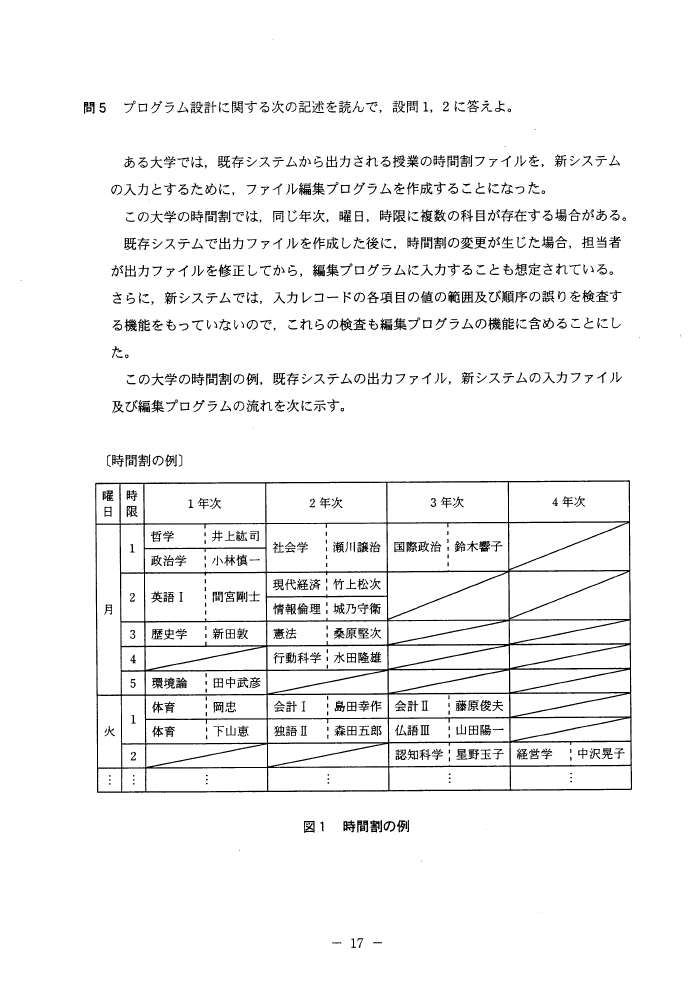 問5 プログラム設計に関する次の記述を読んで，設問1，2に答えよ。
ある大学では，既存システムから出力される授業の時間割ファイルを，新システム
の入力とするために，ファイル編集プログラムを作成することになった。
この大学の時間割では，同じ年次，曜日，時限に複数の科目が存在する場合がある。
既存システムで出力ファイルを作成した後に，時間割の変更が生じた場合，担当者
が出力ファイルを修正してから，編集プログラムに入力することも想定されている。
さらに，新システムでは，入力レコードの各項目の値の範囲及び順序の誤りを検査す
る機能をもっていないので，これらの検査も編集プログラムの機能に含めることにし
た。
この大学の時間割の例，既存システムの出力ファイル，新システムの入力ファイル
及び編集プログラムの流れを次に示す。
〔時間割の例〕
曜日 時限 1年次 2年次 3年次 4年次
月 1 哲学 井上紘司 社会学 瀬川譲治 国際政治 鈴木響子
政治学 小林慎一
2 英語Ⅰ 間宮剛士 現代経済 竹上松次
情報倫理 城乃守衛
3 歴史学 新田敦 憲法 桑原堅次
4 行動科学 水田隆雄
5 環境論 田中武彦
火 1 体育 岡忠 会計Ⅰ 島田幸作 会計Ⅱ 藤原俊夫
体育 下山恵 独語Ⅱ 森田五郎 仏語Ⅲ 山田陽一
2 認知科学 星野玉子 経営学 中沢晃子
⋮ ⋮ ⋮ ⋮ ⋮ ⋮
図1 時間割の例
－ 17 －